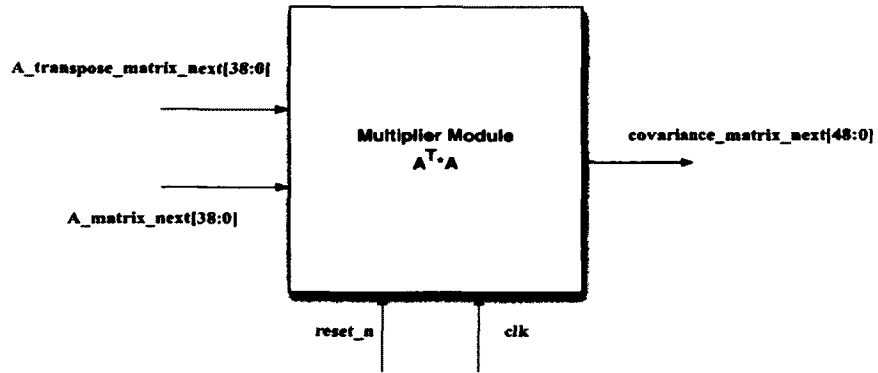 A_transpose_matrix_next[38:0]
Multiplier Module
A^T*A
covariance_matrix_next[48:0]
A_matrix_next[38:0]
reset_n
clk